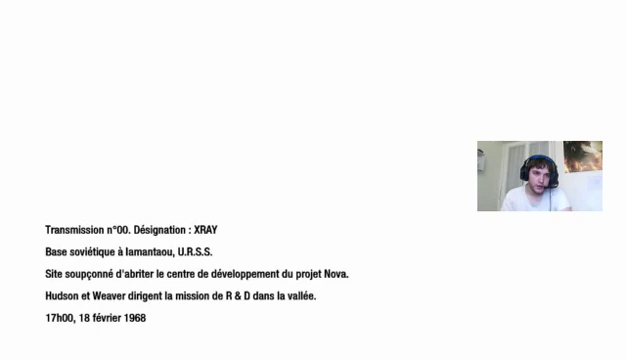 Transmission n°00. Désignation : XRAY
Base soviétique à Iamantaou, U.R.S.S.
Site soupçonné d'abriter le centre de développement du projet Nova.
Hudson et Weaver dirigent la mission de R & D dans la vallée.
17h00, 18 février 1968